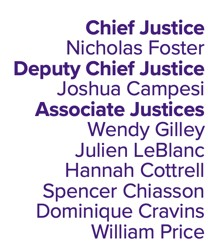 Chief Justice
Nicholas Foster
Deputy Chief Justice
Joshua Campesi
Associate Justices
Wendy Gilley
Julien LeBlanc
Hannah Cottrell
Spencer Chiasson
Dominique Cravins
William Price